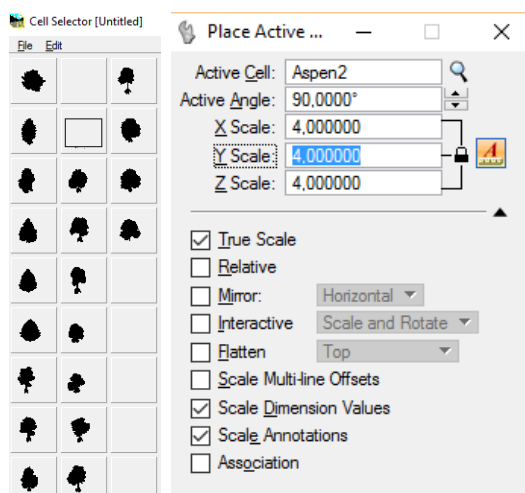 Cell Selector [Untitled]
File Edit
Place Active ...
Active Cell: Aspen2
Active Angle: 90,0000°
X Scale: 4,000000
Y Scale: 4,000000
Z Scale: 4,000000
A
True Scale
Relative
Mirror: Horizontal
Interactive Scale and Rotate
Flatten Top
Scale Multi-line Offsets
Scale Dimension Values
Scale Annotations
Association